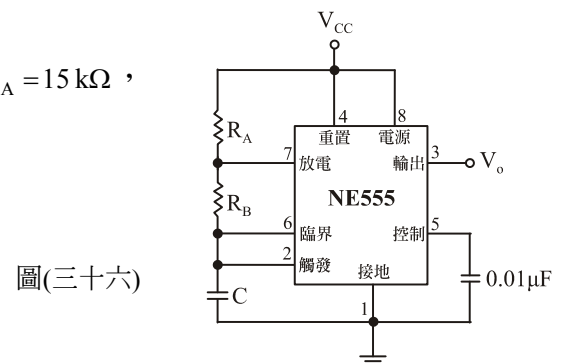 V_CC
_A = 15 kΩ ，
4
8
重置
電源
R_A
7
放電
輸出
3
V_o
NE555
R_B
6
臨界
控制
5
2
觸發
接地
圖(三十六)
C
0.01μF
1